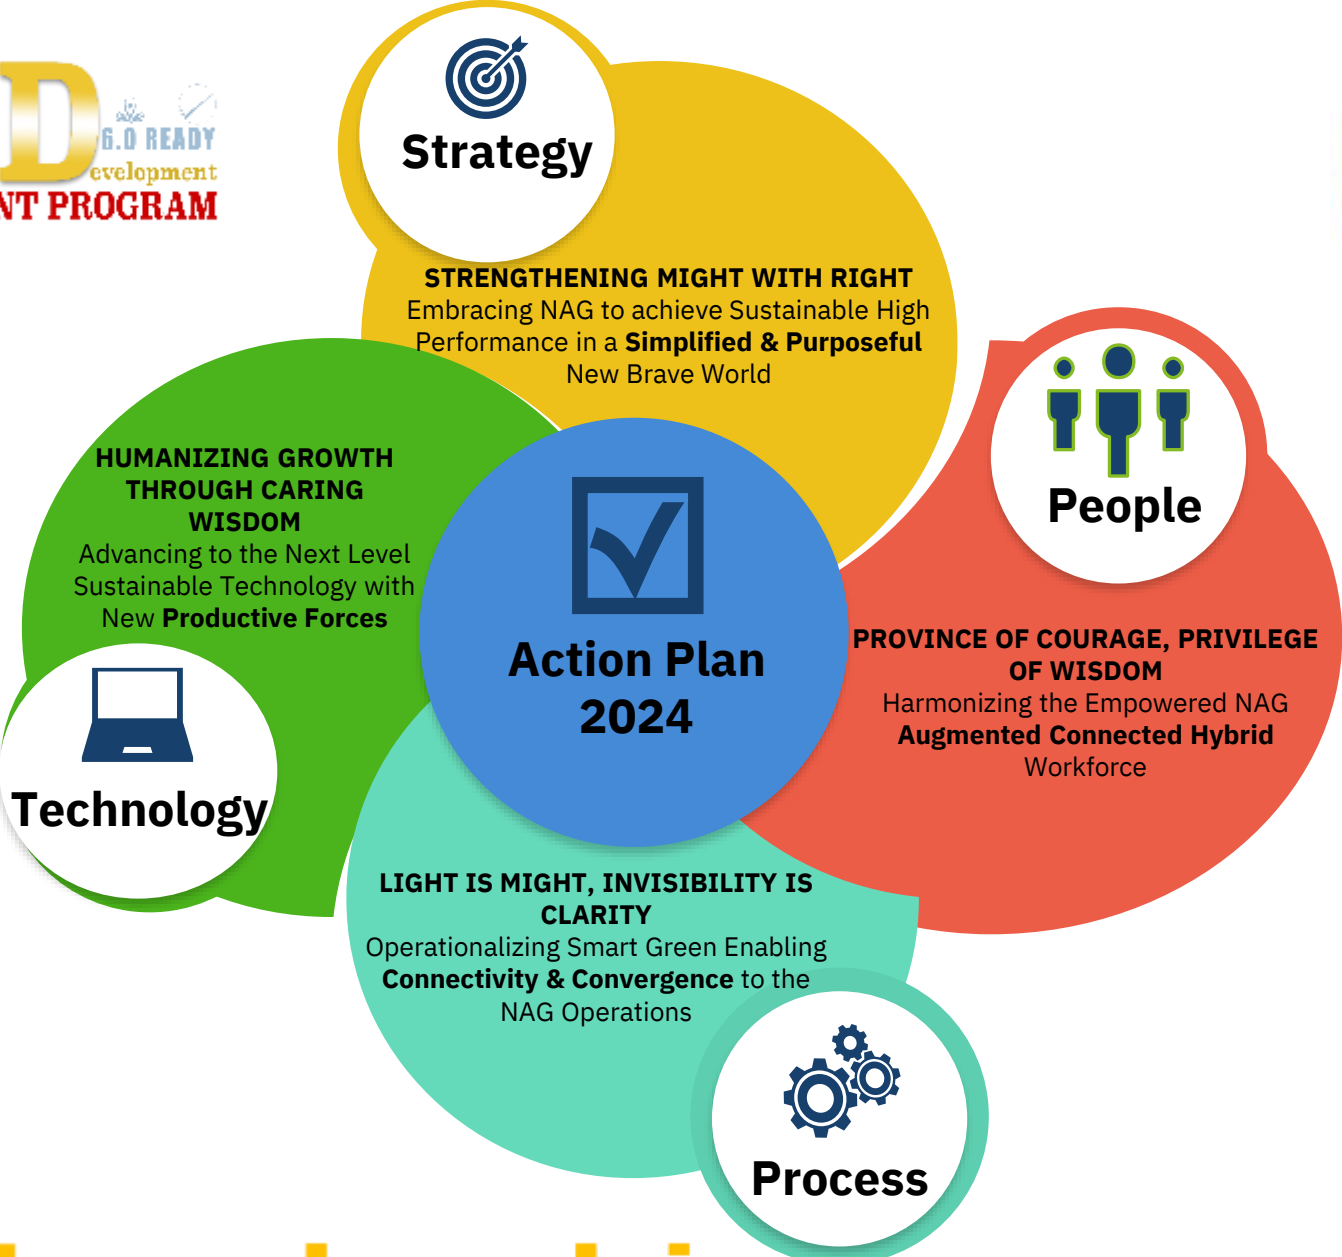 D
6.0 READY
evelopment
NT PROGRAM
Strategy
STRENGTHENING MIGHT WITH RIGHT
Embracing NAG to achieve Sustainable High
Performance in a Simplified & Purposeful
New Brave World
People
PROVINCE OF COURAGE, PRIVILEGE
OF WISDOM
Harmonizing the Empowered NAG
Augmented Connected Hybrid
Workforce
HUMANIZING GROWTH
THROUGH CARING
WISDOM
Advancing to the Next Level
Sustainable Technology with
New Productive Forces
Technology
Action Plan
2024
LIGHT IS MIGHT, INVISIBILITY IS
CLARITY
Operationalizing Smart Green Enabling
Connectivity & Convergence to the
NAG Operations
Process